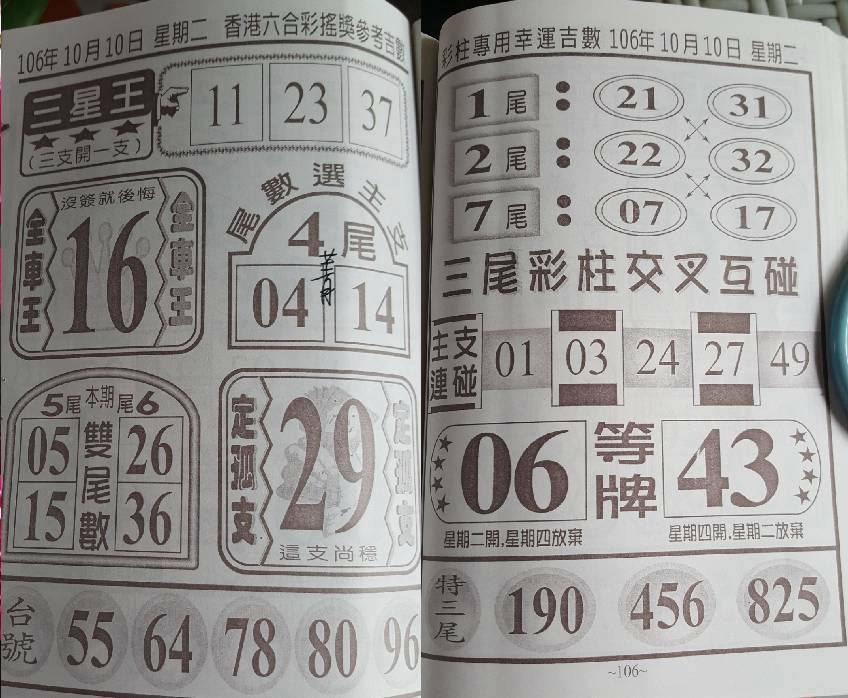 106年10月10日 星期二 香港六合彩搖獎參考吉數
三星王
(三支開一支)
11 23 37
沒簽就後悔
全車王
16
全車王
尾數選主支
4尾
04 14
5尾 本期 尾6
雙尾數
05 26
15 36
定孤支
29
定孤支
這支尚穩
台號 55 64 78 80 96
彩柱專用幸運吉數 106年10月10日 星期二
1尾: 21 31
2尾: 22 32
7尾: 07 17
三尾彩柱交叉互碰
主支連碰 01 03 24 27 49
06 等牌 43
星期二開,星期四放棄 星期四開,星期二放棄
特三尾 190 456 825
~106~